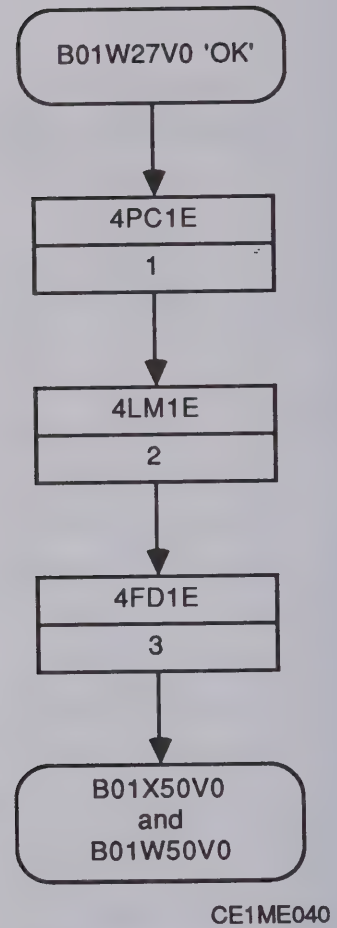 B01W27V0 'OK'
4PC1E
1
4LM1E
2
4FD1E
3
B01X50V0
and
B01W50V0
CE1ME040